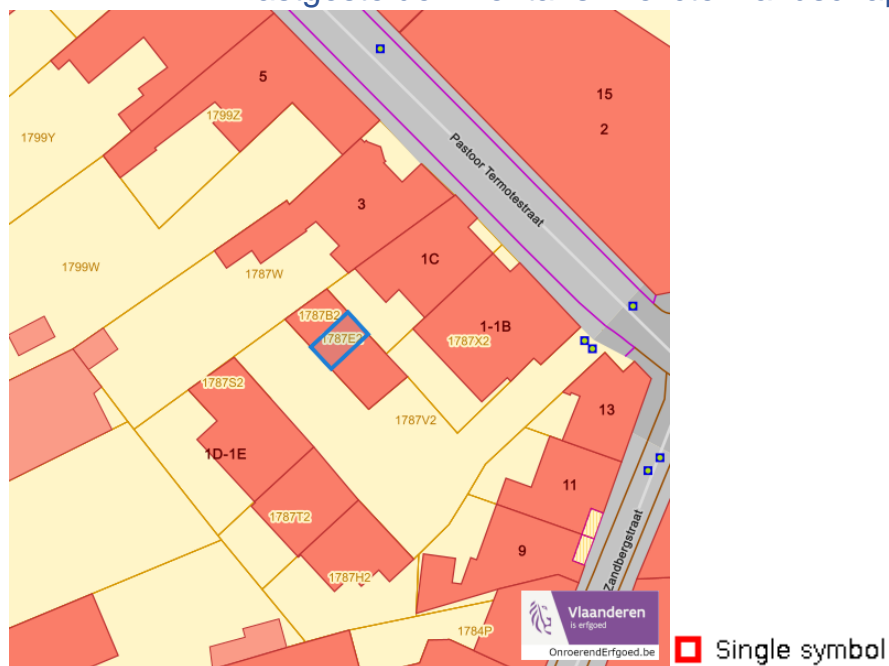 5
15
2
1799Z
1799Y
Pastoor Termotestraat
3
1C
1799W
1787W
1787B2
1787E2
1-1B
1787X2
1787S2
1787V2
13
1D-1E
11
1787T2
9
Zandbergstraat
1787H2
1784P
Vlaanderen
is erfgoed
OnroerendErfgoed.be
Single symbol